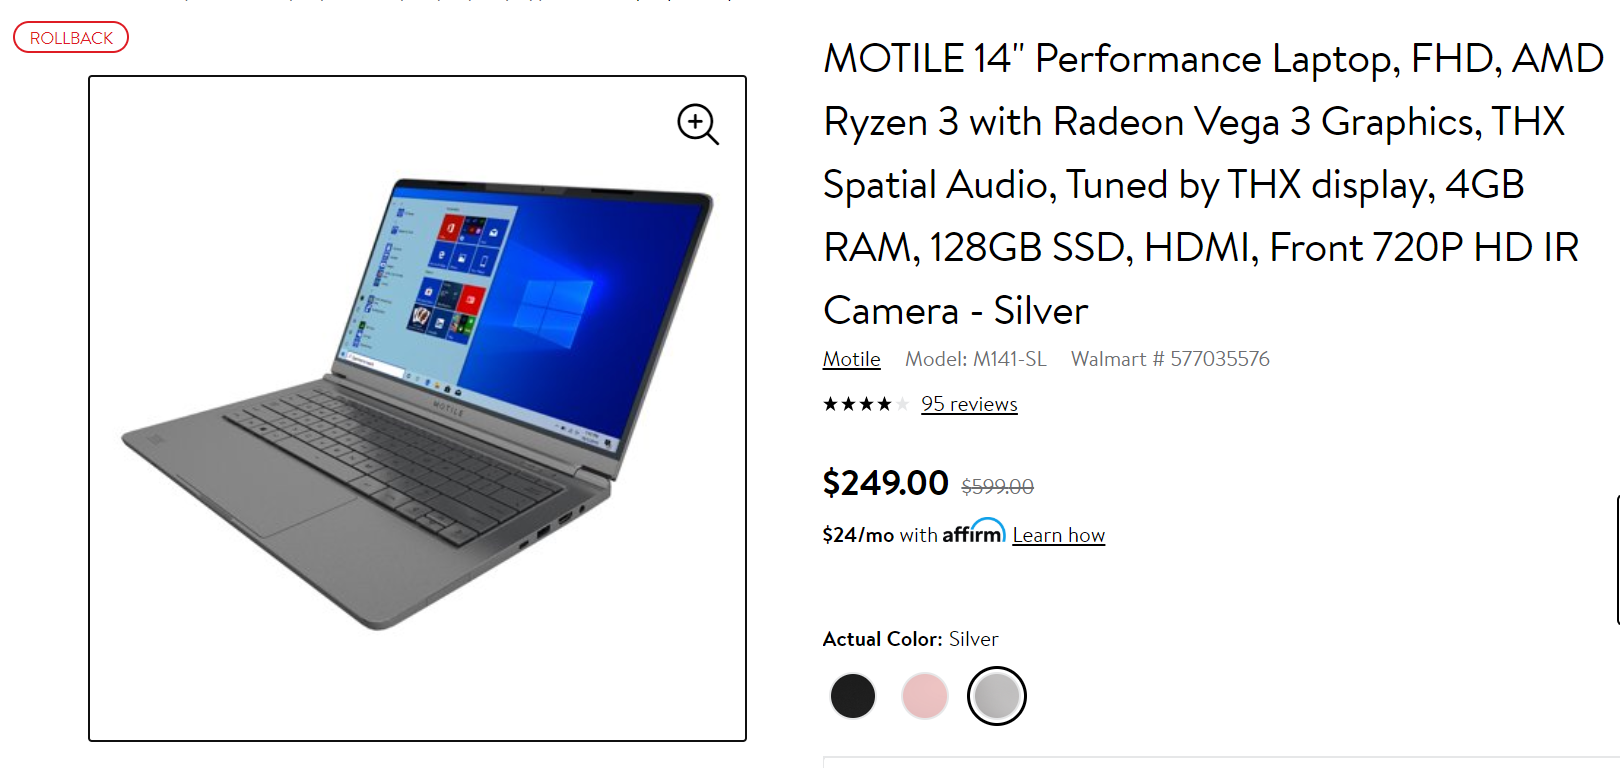 ROLLBACK
MOTILE 14" Performance Laptop, FHD, AMD
Ryzen 3 with Radeon Vega 3 Graphics, THX
Spatial Audio, Tuned by THX display, 4GB
RAM, 128GB SSD, HDMI, Front 720P HD IR
Camera - Silver
Motile Model: M141-SL Walmart # 577035576
95 reviews
$249.00 $599.00
$24/mo with affirm Learn how
Actual Color: Silver
MOTILE